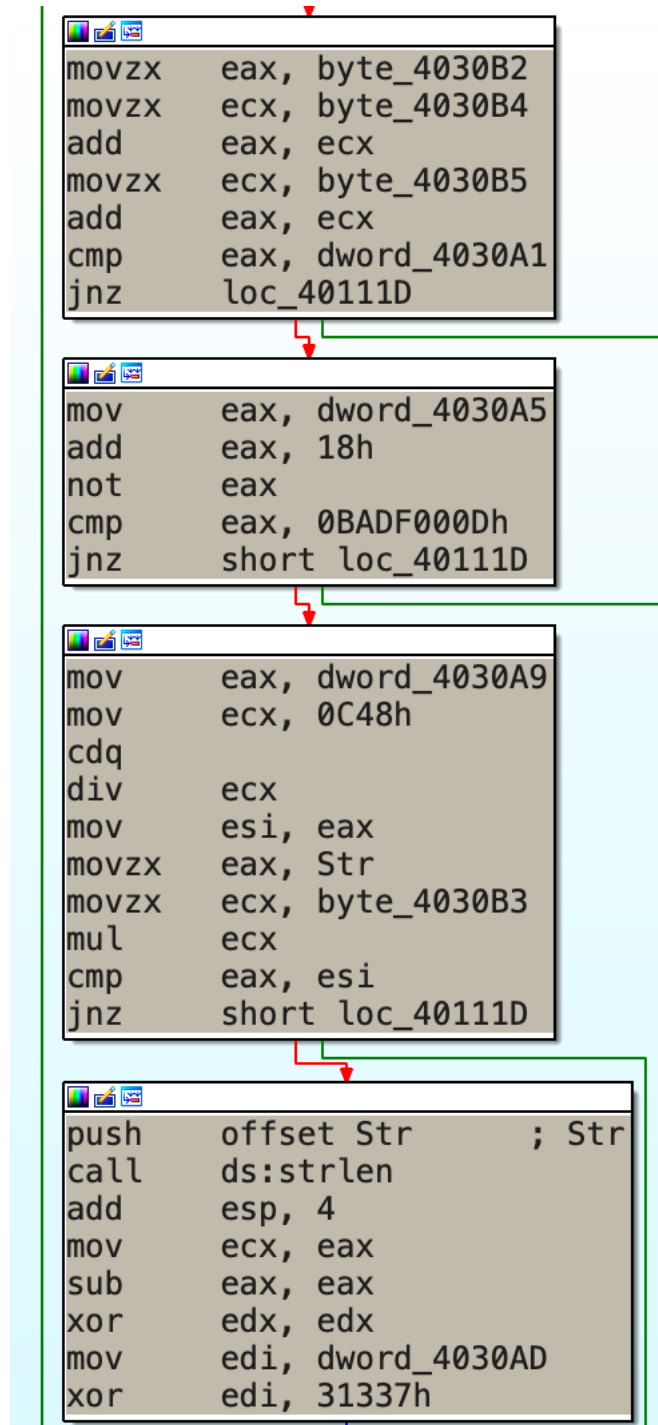 movzx eax, byte_4030B2
movzx ecx, byte_4030B4
add eax, ecx
movzx ecx, byte_4030B5
add eax, ecx
cmp eax, dword_4030A1
jnz loc_40111D
mov eax, dword_4030A5
add eax, 18h
not eax
cmp eax, 0BADF000Dh
jnz short loc_40111D
mov eax, dword_4030A9
mov ecx, 0C48h
cdq
div ecx
mov esi, eax
movzx eax, Str
movzx ecx, byte_4030B3
mul ecx
cmp eax, esi
jnz short loc_40111D
push offset Str ; Str
call ds:strlen
add esp, 4
mov ecx, eax
sub eax, eax
xor edx, edx
mov edi, dword_4030AD
xor edi, 31337h